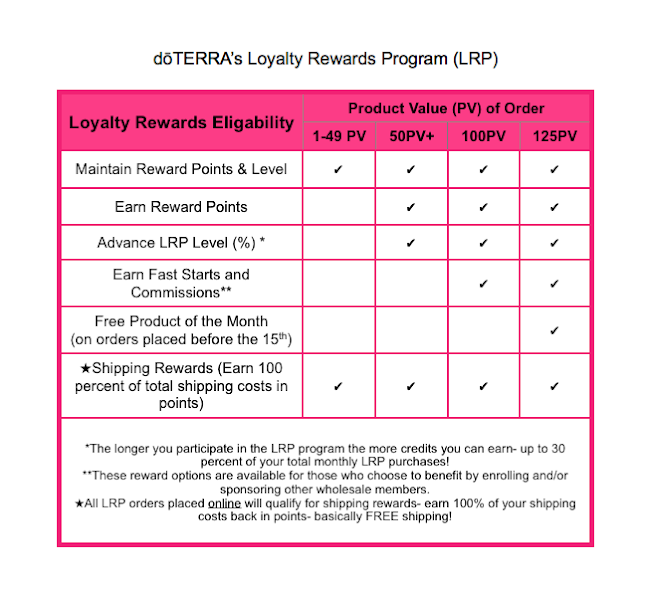 dōTERRA's Loyalty Rewards Program (LRP)
Loyalty Rewards Eligability
Product Value (PV) of Order
1-49 PV 50PV+ 100PV 125PV
Maintain Reward Points & Level ✔ ✔ ✔ ✔
Earn Reward Points ✔ ✔ ✔
Advance LRP Level (%) * ✔ ✔ ✔
Earn Fast Starts and
Commissions** ✔ ✔
Free Product of the Month
(on orders placed before the 15th) ✔
★Shipping Rewards (Earn 100
percent of total shipping costs in
points) ✔ ✔ ✔ ✔
*The longer you participate in the LRP program the more credits you can earn- up to 30
percent of your total monthly LRP purchases!
**These reward options are available for those who choose to benefit by enrolling and/or
sponsoring other wholesale members.
★All LRP orders placed online will qualify for shipping rewards- earn 100% of your shipping
costs back in points- basically FREE shipping!